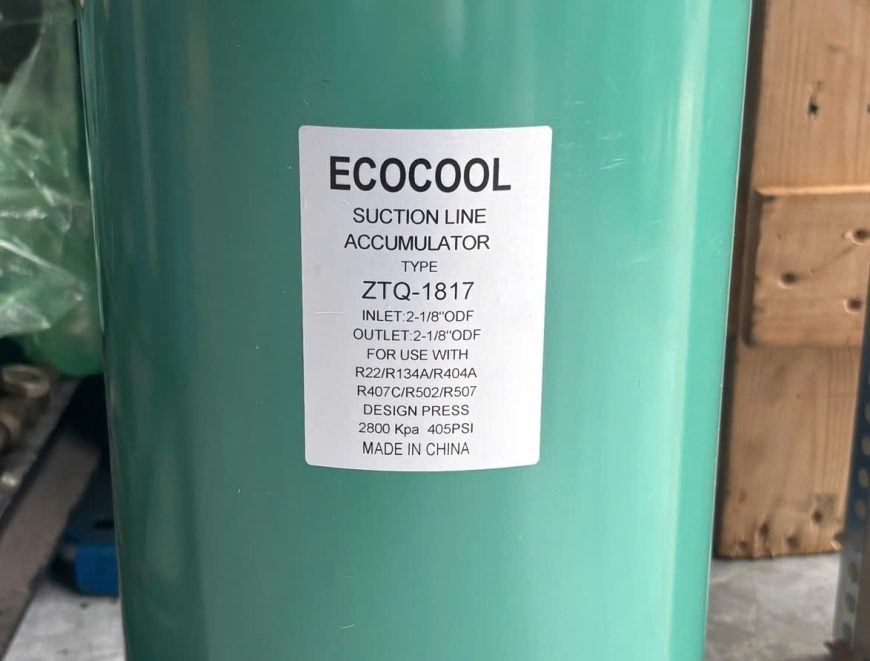 ECOCOOL
SUCTION LINE
ACCUMULATOR
TYPE
ZTQ-1817
INLET:2-1/8"ODF
OUTLET:2-1/8"ODF
FOR USE WITH
R22/R134A/R404A
R407C/R502/R507
DESIGN PRESS
2800 Kpa 405PSI
MADE IN CHINA